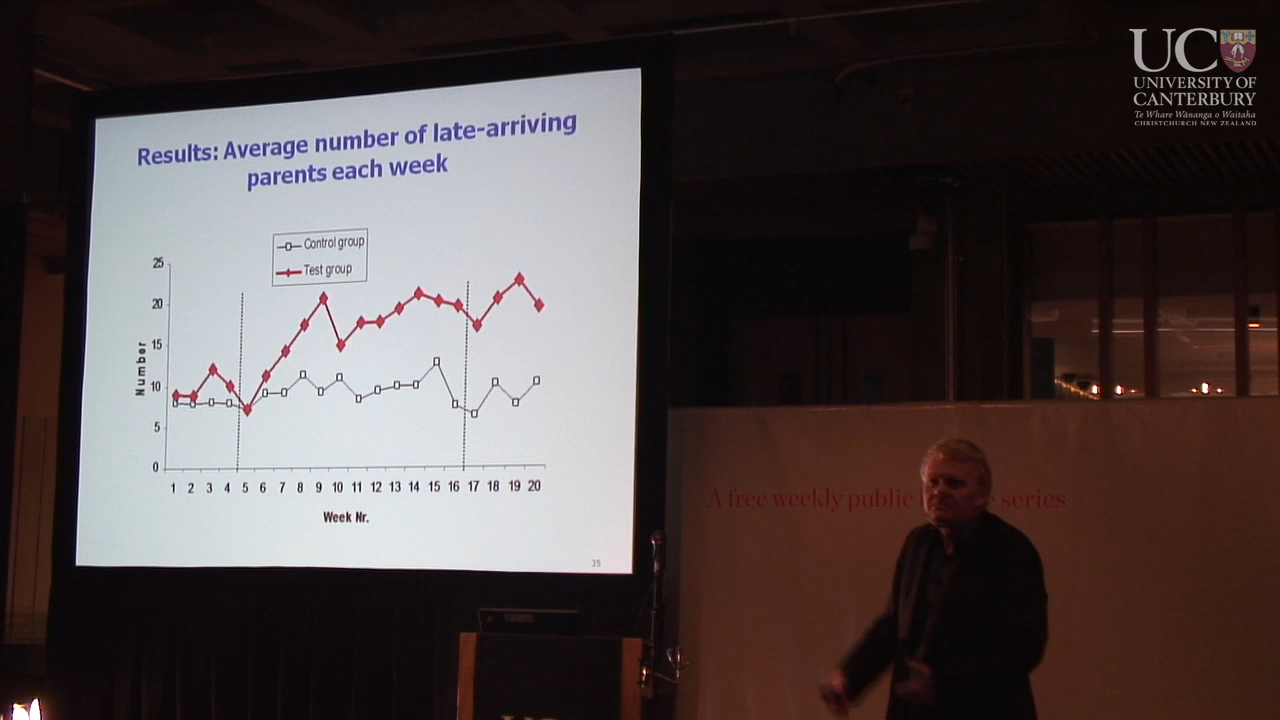 UC
UNIVERSITY OF
CANTERBURY
Te Whare Wānanga o Waitaha
CHRISTCHURCH NEW ZEALAND
Results: Average number of late-arriving
parents each week
Control group
Test group
25
20
15
10
5
0
Number
1 2 3 4 5 6 7 8 9 10 11 12 13 14 15 16 17 18 19 20
Week Nr.
35
A free weekly public series